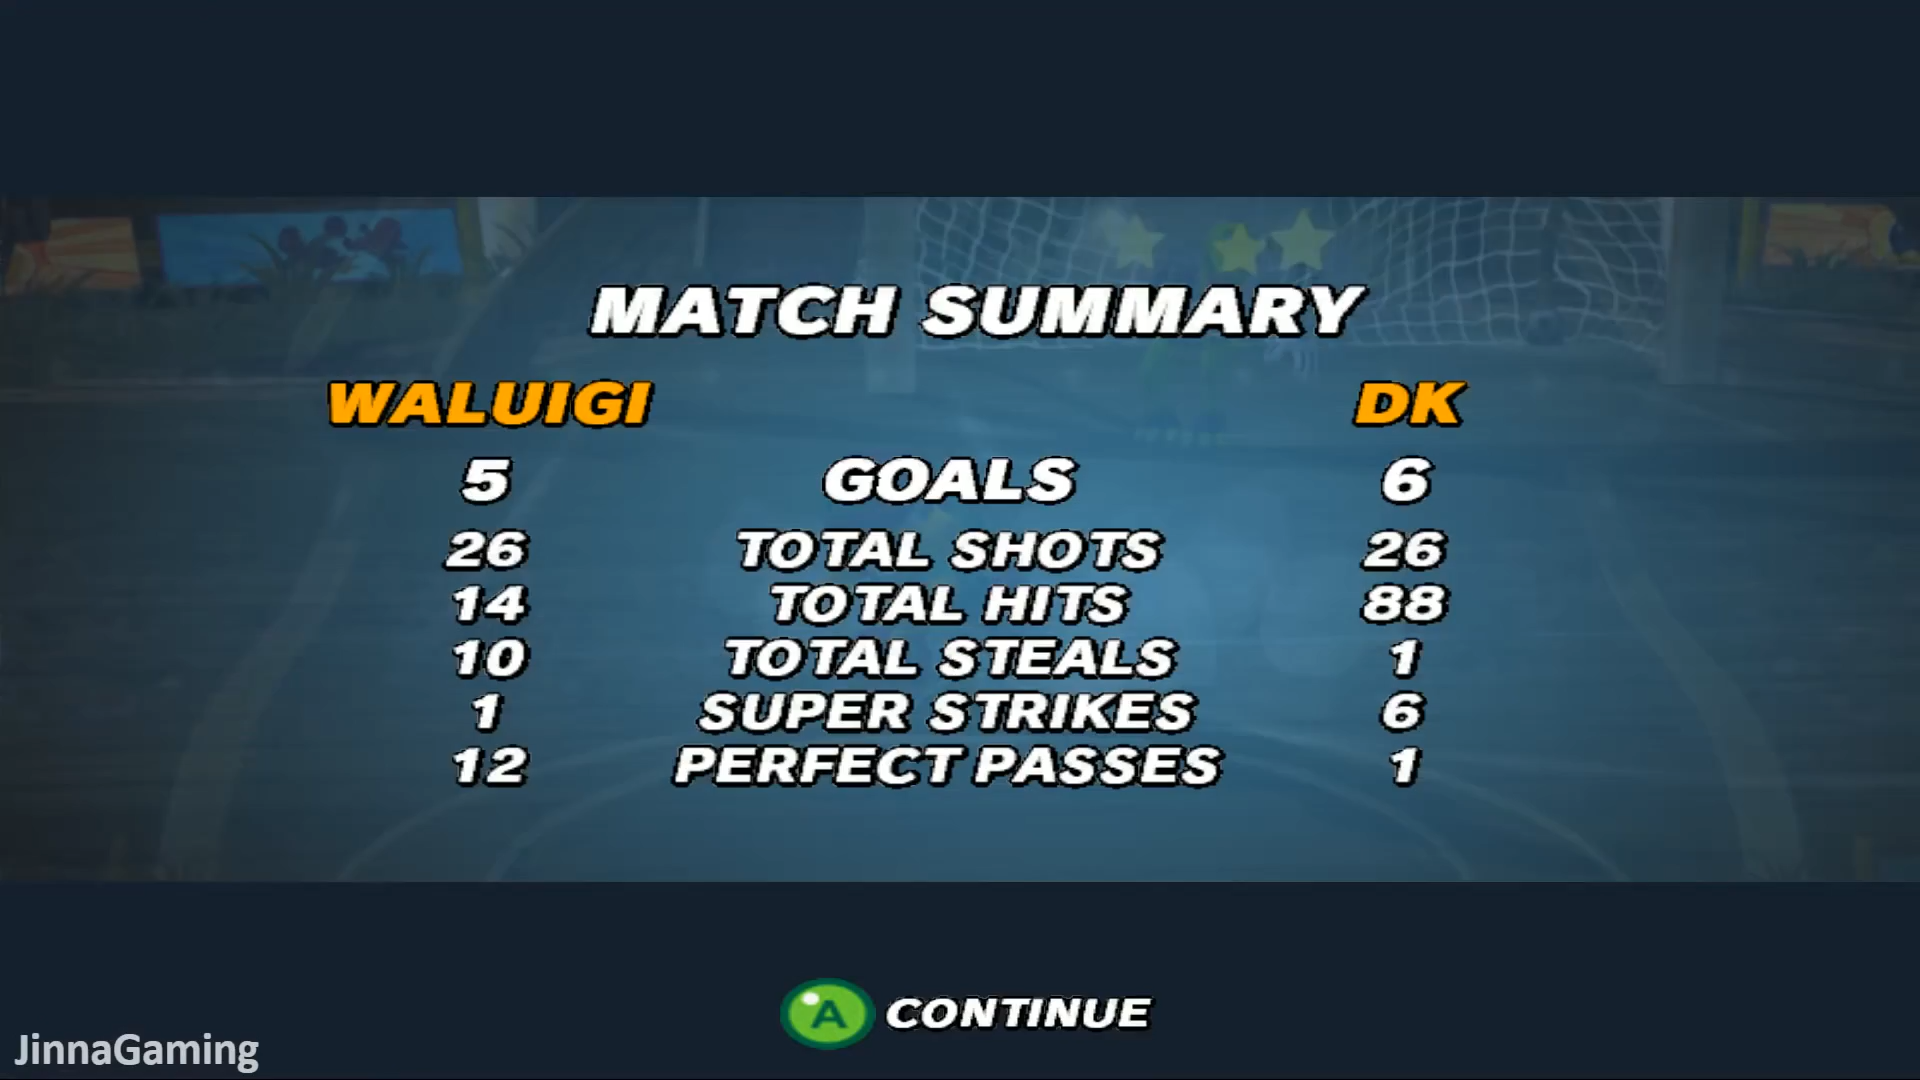 MATCH SUMMARY
WALUIGI DK
5 GOALS 6
26 TOTAL SHOTS 26
14 TOTAL HITS 88
10 TOTAL STEALS 1
1 SUPER STRIKES 6
12 PERFECT PASSES 1
A CONTINUE
JinnaGaming